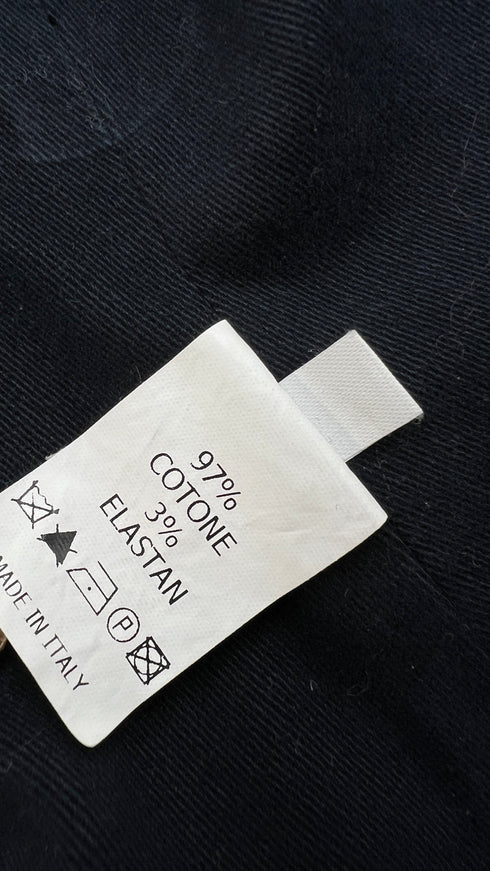 97%
COTONE
3%
ELASTAN
P
MADE IN ITALY